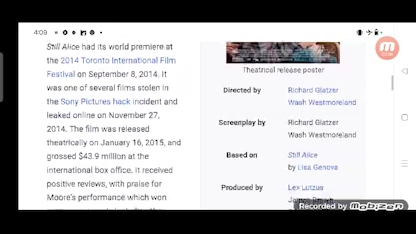 4:09
Still Alice had its world premiere at
the 2014 Toronto International Film
Festival on September 8, 2014. It
was one of several films stolen in
the Sony Pictures hack incident and
leaked online on November 27,
2014. The film was released
theatrically on January 16, 2015, and
grossed $43.9 million at the
international box office. It received
positive reviews, with praise for
Moore's performance which won
Theatrical release poster
Directed by Richard Glatzer
Wash Westmoreland
Screenplay by Richard Glatzer
Wash Westmoreland
Based on Still Alice
by Lisa Genova
Produced by Lex Lutzus
James Brown
Recorded by Mobizen